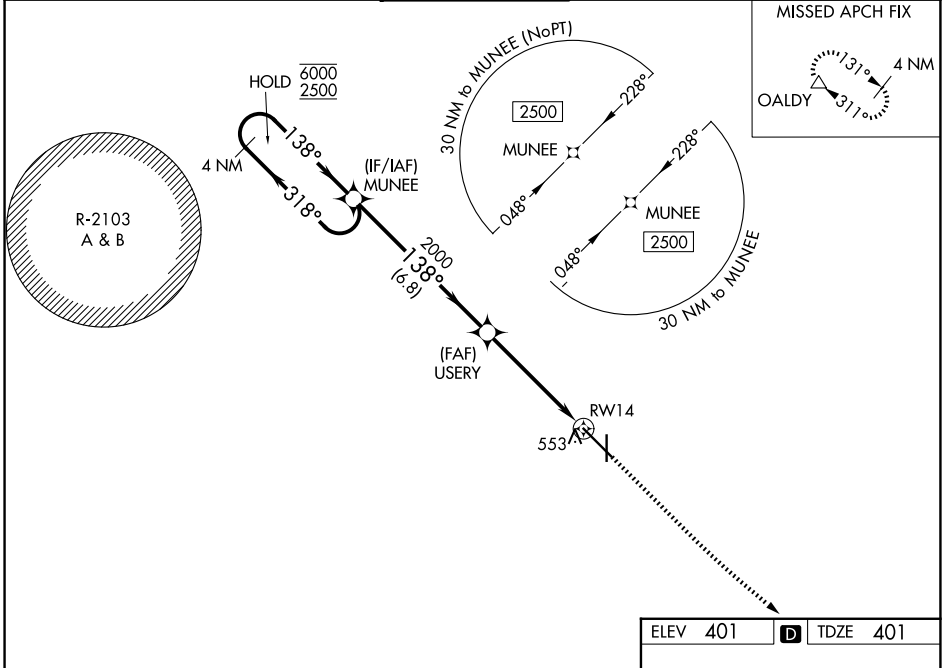 MISSED APCH FIX
131°
4 NM
OALDY
311°
30 NM to MUNEE (NoPT)
228°
2500
MUNEE
048°
228°
MUNEE
2500
048°
30 NM to MUNEE
HOLD 6000
2500
138°
4 NM
(IF/IAF)
MUNEE
318°
R-2103
A & B
2000
138°
(6.8)
(FAF)
USERY
RW14
553
ELEV 401 D TDZE 401